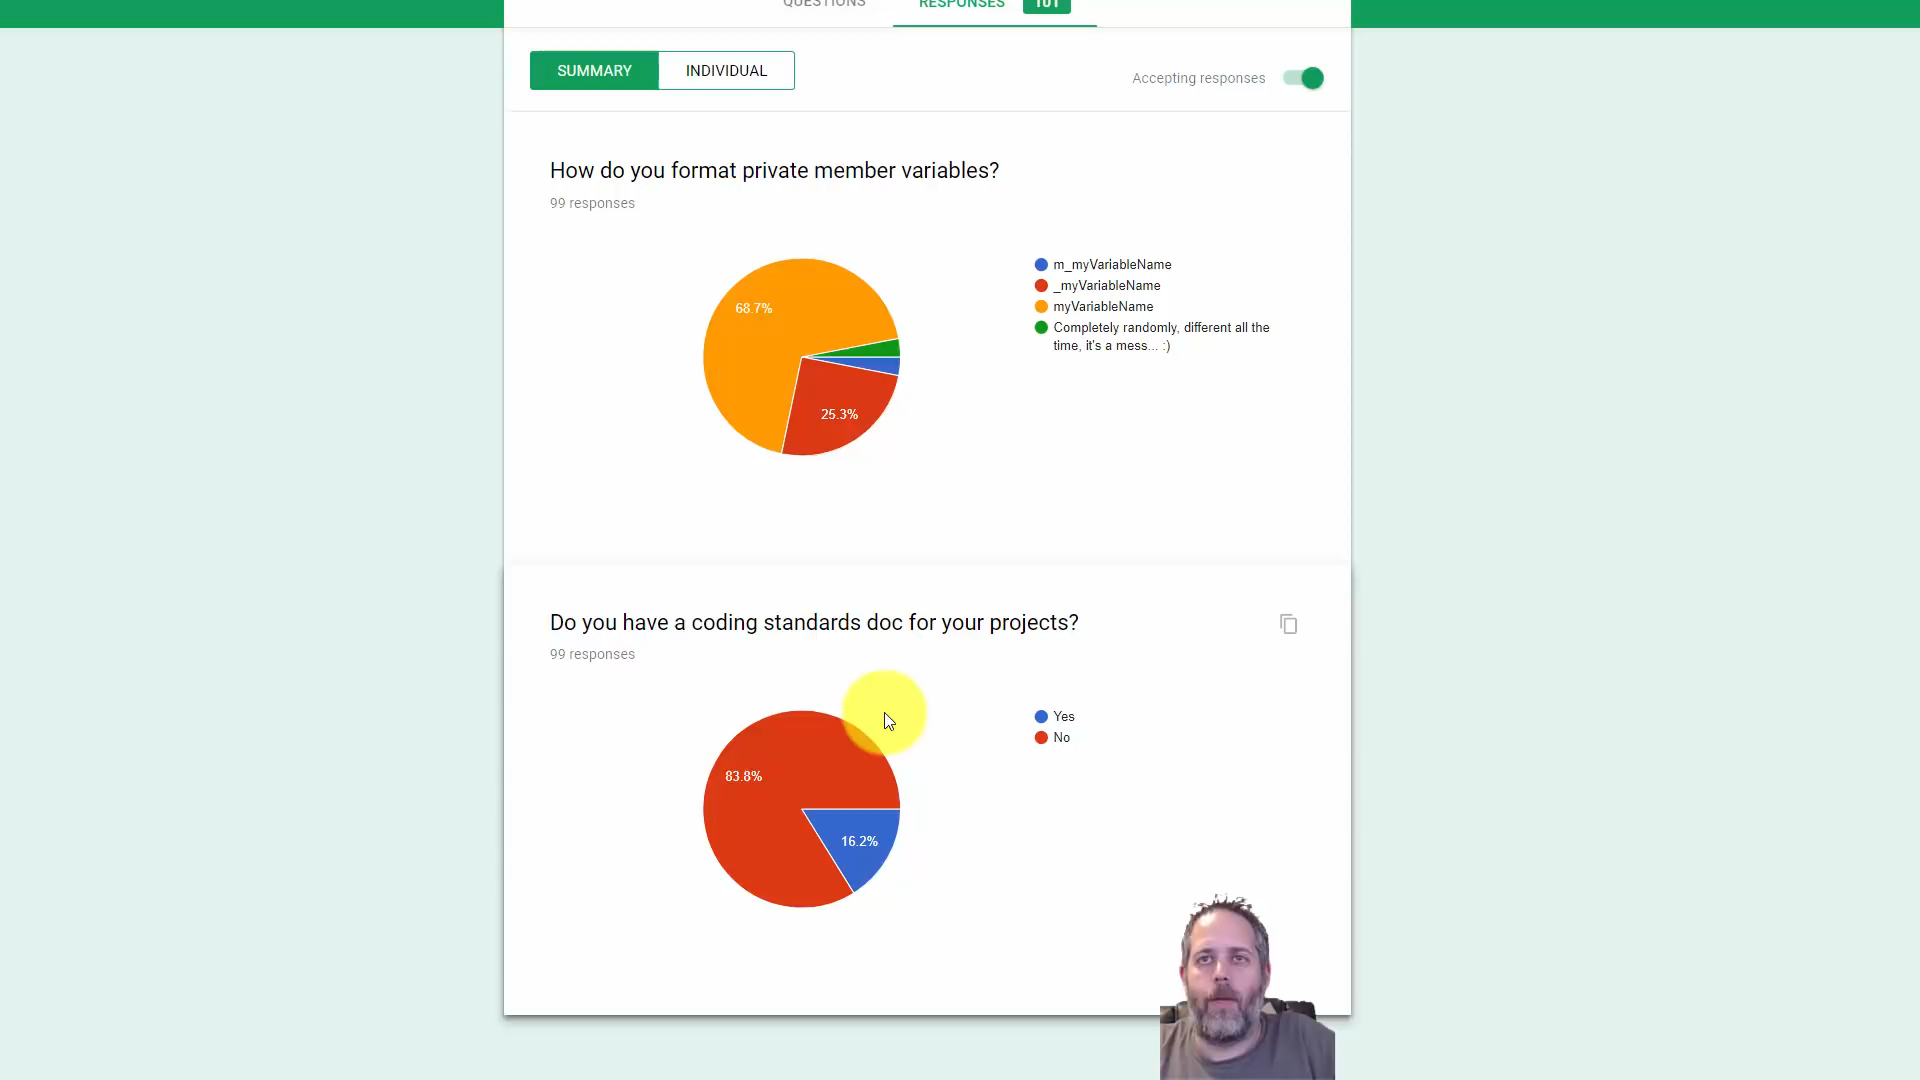 QUESTIONS
RESPONSES
101
SUMMARY
INDIVIDUAL
Accepting responses
How do you format private member variables?
99 responses
68.7%
25.3%
m_myVariableName
_myVariableName
myVariableName
Completely randomly, different all the
time, it's a mess... :)
Do you have a coding standards doc for your projects?
99 responses
83.8%
16.2%
Yes
No